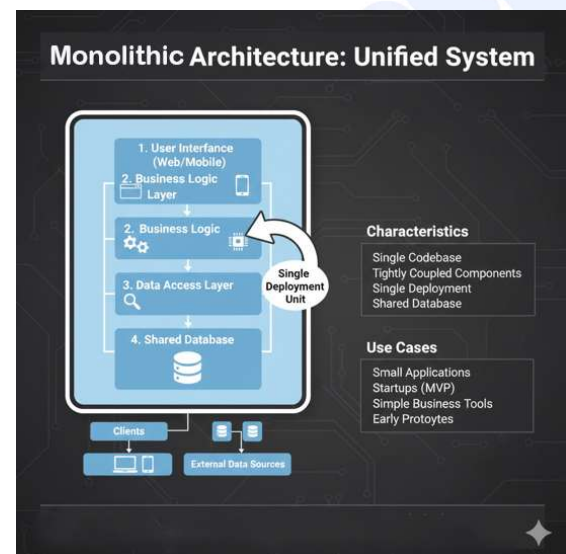 Monolithic Architecture: Unified System
1. User Interfance
(Web/Mobile)
2. Business Logic
Layer
2. Business Logic
3. Data Access Layer
4. Shared Database
Single
Deployment
Unit
Clients
External Data Sources
Characteristics
Single Codebase
Tightly Coupled Components
Single Deployment
Shared Database
Use Cases
Small Applications
Startups (MVP)
Simple Business Tools
Early Protoytes